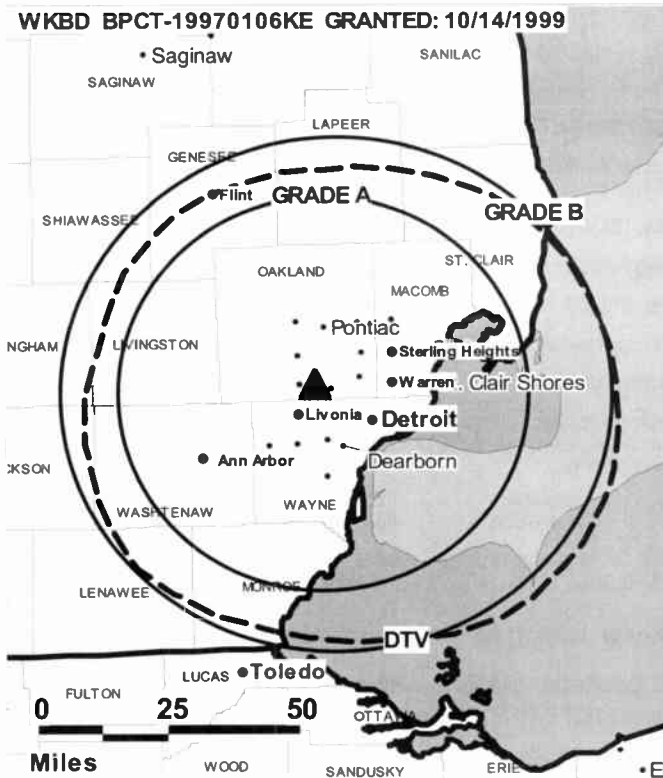 WKBD BPCT-19970106KE GRANTED: 10/14/1999
Saginaw
SAGINAW
SANILAC
LAPEER
GENESEE
Flint
GRADE A
GRADE B
SHIAWASSEE
ST. CLAIR
OAKLAND
MACOMB
Pontiac
NGHAM
LIVINGSTON
Sterling Heights
Warren
. Clair Shores
Livonia
Detroit
CKSON
Ann Arbor
Dearborn
WASHTENAW
WAYNE
LENAWEE
MONROE
DTV
LUCAS
Toledo
FULTON
0 25 50
OTTA
Miles
WOOD
SANDUSKY
ERIE
E